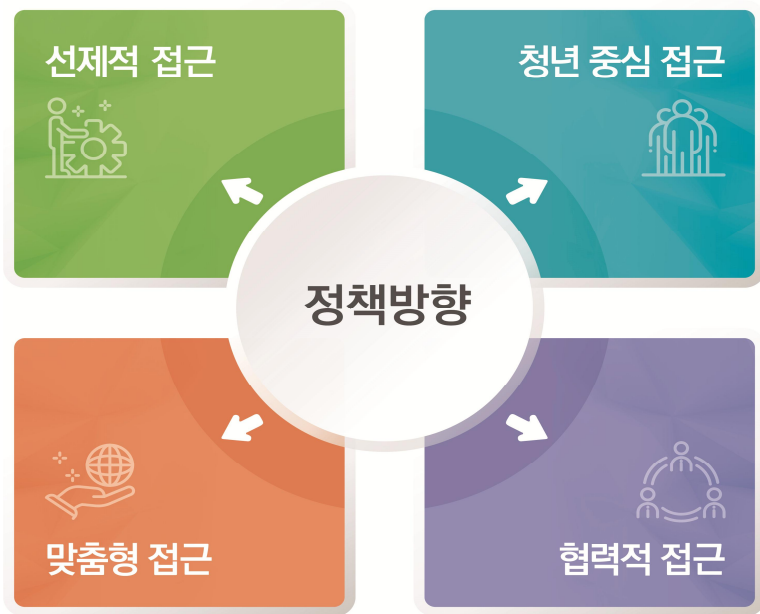 선제적 접근
청년 중심 접근
정책방향
맞춤형 접근
협력적 접근